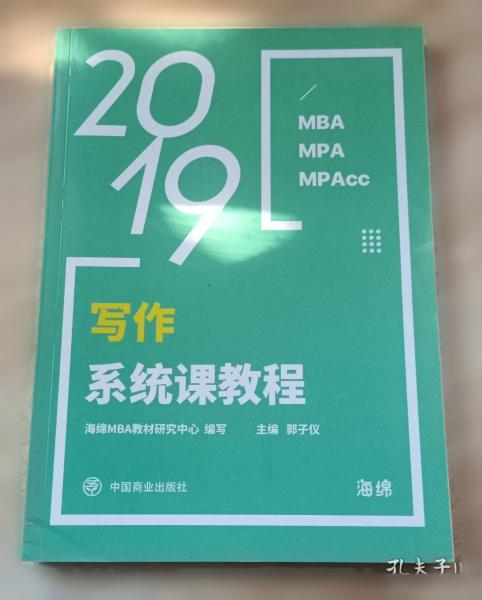 2019
MBA
MPA
MPAcc
写作
系统课教程
海绵MBA教材研究中心 编写 主编 郭子仪
中国商业出版社
海绵
孔夫子